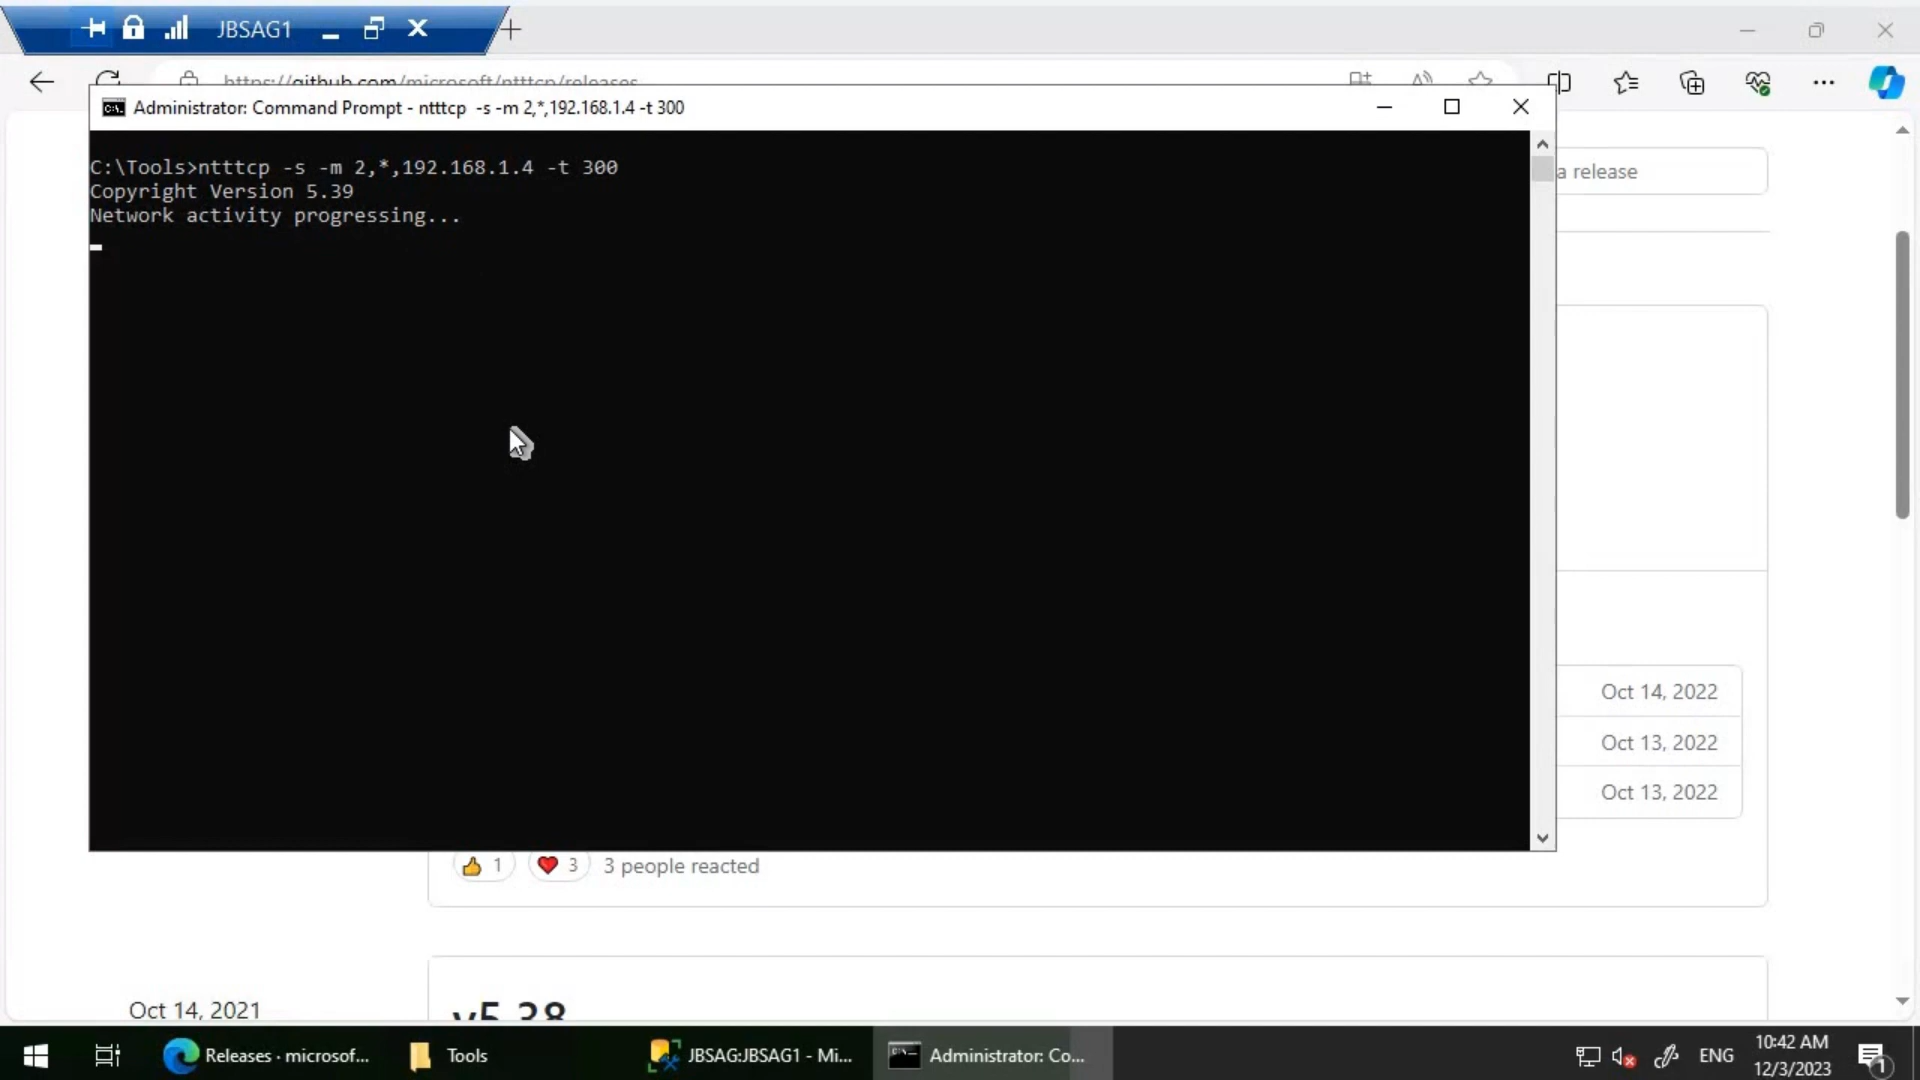 JBSAG1
https://github.com/microsoft/ntttcp/releases
Administrator: Command Prompt - ntttcp  -s -m 2,*,192.168.1.4 -t 300
C:\Tools>ntttcp -s -m 2,*,192.168.1.4 -t 300
Copyright Version 5.39
Network activity progressing...
a release
Oct 14, 2022
Oct 13, 2022
Oct 13, 2022
1
3
3 people reacted
Oct 14, 2021
v5.38
Releases · microsof...
Tools
JBSAG:JBSAG1 - Mi...
Administrator: Co...
ENG
10:42 AM
12/3/2023
1